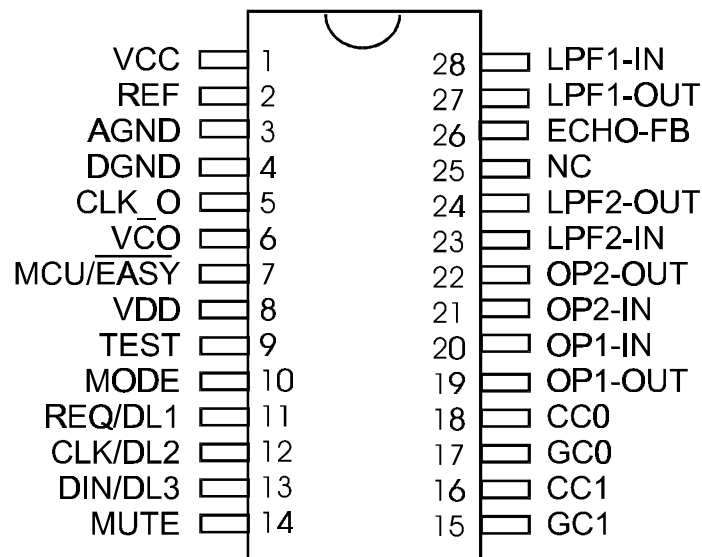 VCC 1 28 LPF1-IN
REF 2 27 LPF1-OUT
AGND 3 26 ECHO-FB
DGND 4 25 NC
CLK_O 5 24 LPF2-OUT
VCO 6 23 LPF2-IN
MCU/E̅A̅S̅Y̅ 7 22 OP2-OUT
VDD 8 21 OP2-IN
TEST 9 20 OP1-IN
MODE 10 19 OP1-OUT
REQ/DL1 11 18 CC0
CLK/DL2 12 17 GC0
DIN/DL3 13 16 CC1
MUTE 14 15 GC1